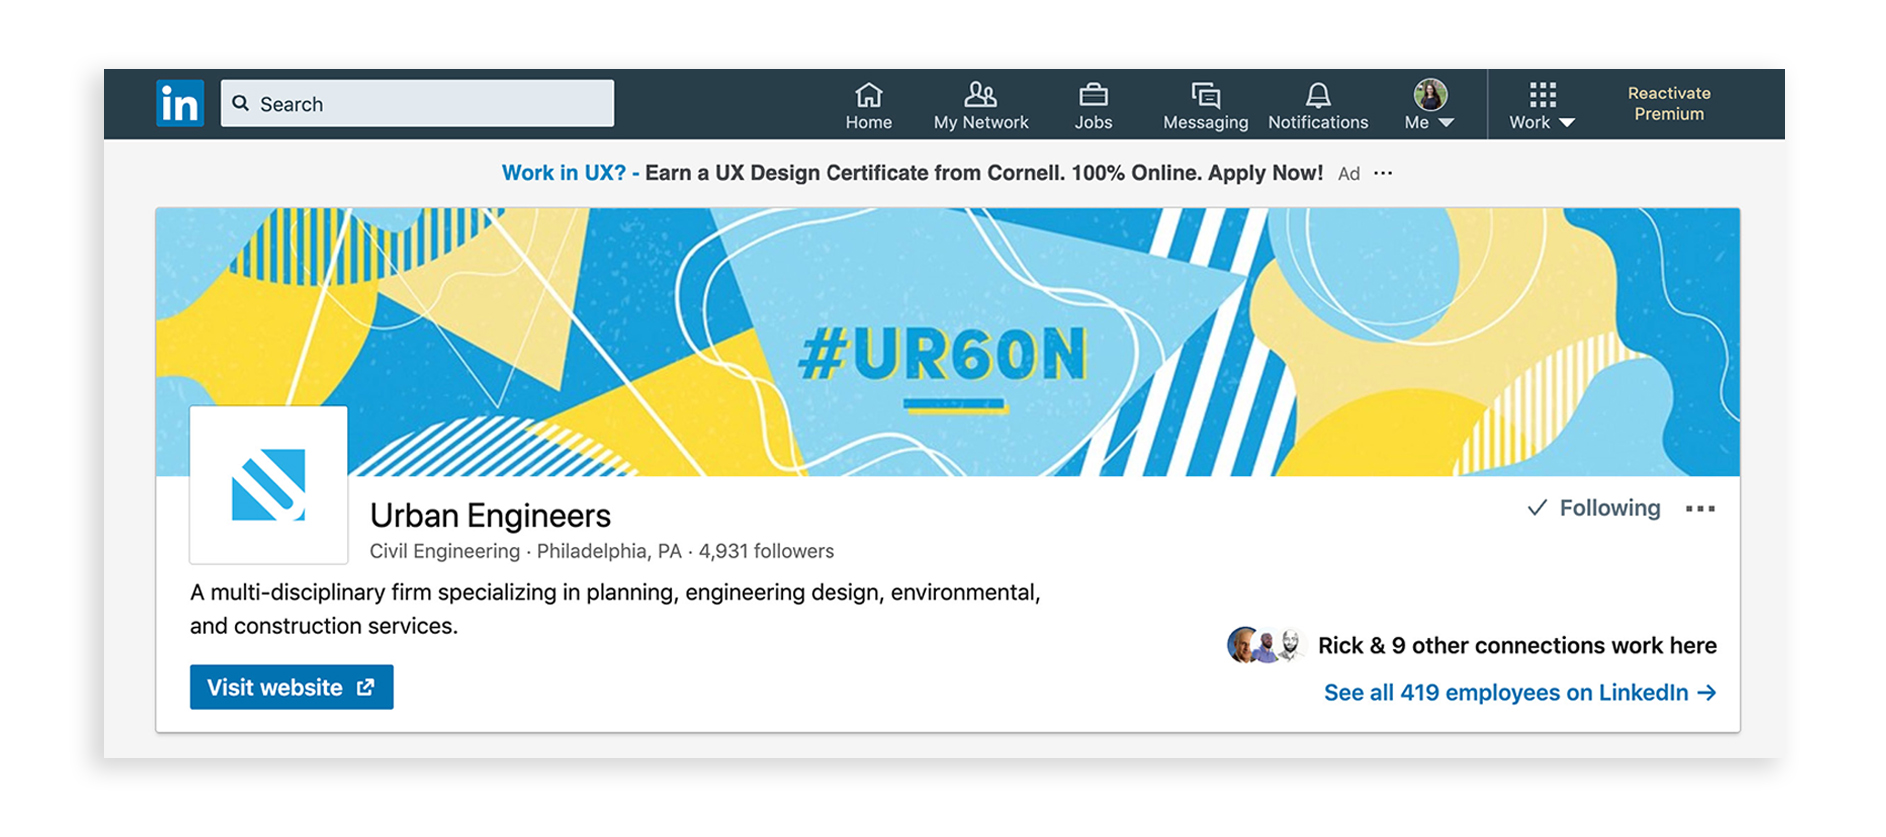 in
Search
Home
My Network
Jobs
Messaging
Notifications
Me
Work
Reactivate
Premium
Work in UX? - Earn a UX Design Certificate from Cornell. 100% Online. Apply Now! Ad ···
#UR60N
Urban Engineers
Civil Engineering · Philadelphia, PA · 4,931 followers
Following
A multi-disciplinary firm specializing in planning, engineering design, environmental,
and construction services.
Rick & 9 other connections work here
Visit website
See all 419 employees on LinkedIn →